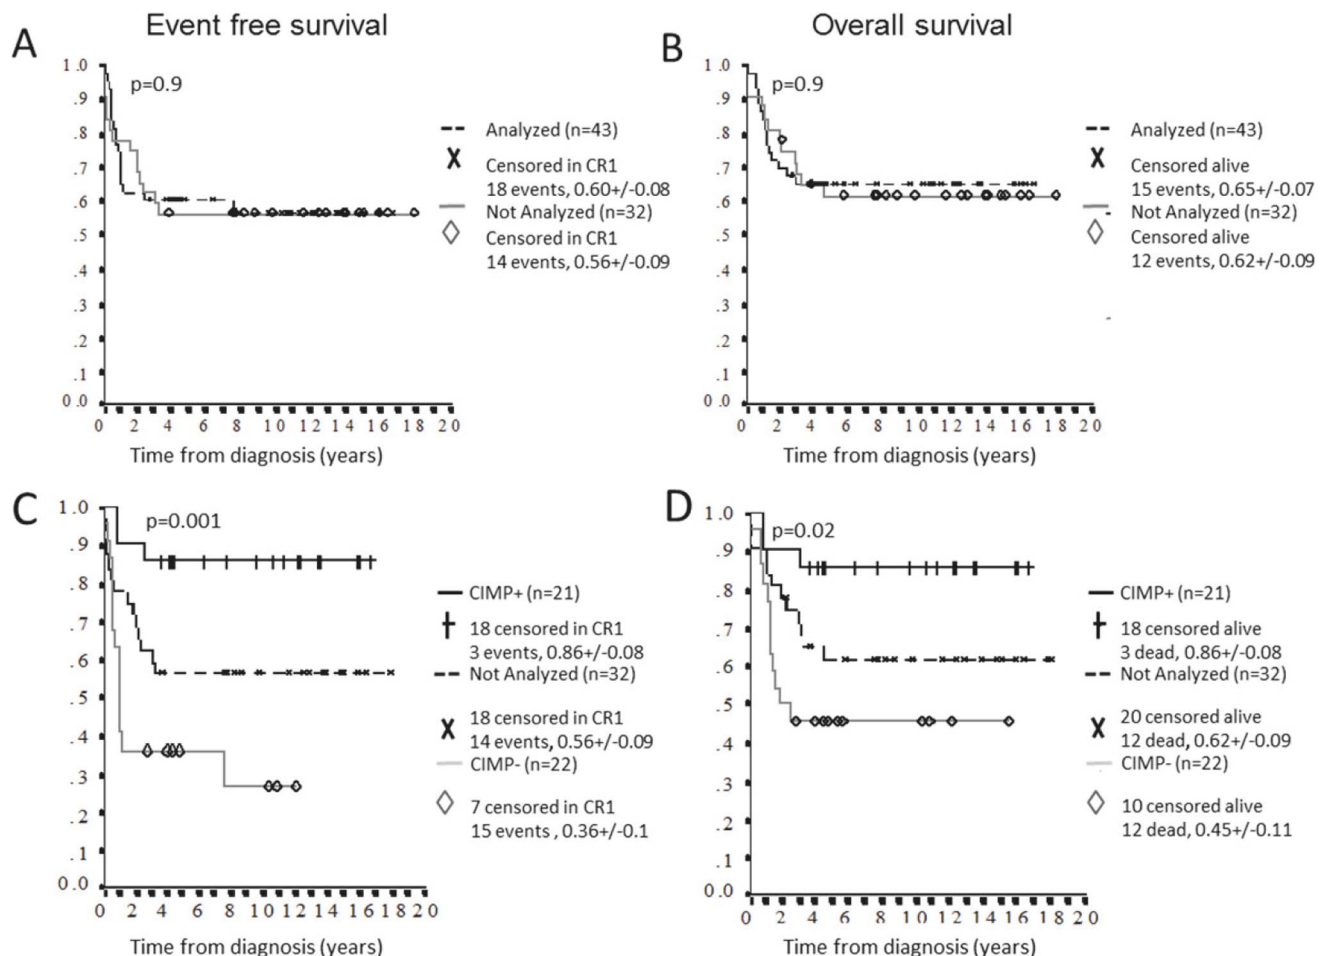 Event free survival
Overall survival
A
B
1.0
.9
.8
.7
.6
.5
.4
.3
.2
.1
0.0
p=0.9
0 2 4 6 8 10 12 14 16 18 20
Time from diagnosis (years)
Analyzed (n=43)
Censored in CR1
18 events, 0.60+/-0.08
Not Analyzed (n=32)
Censored in CR1
14 events, 0.56+/-0.09
1.0
.9
.8
.7
.6
.5
.4
.3
.2
.1
0.0
p=0.9
0 2 4 6 8 10 12 14 16 18 20
Time from diagnosis (years)
Analyzed (n=43)
Censored alive
15 events, 0.65+/-0.07
Not Analyzed (n=32)
Censored alive
12 events, 0.62+/-0.09
C
D
1.0
.9
.8
.7
.6
.5
.4
.3
.2
.1
0.0
p=0.001
0 2 4 6 8 10 12 14 16 18 20
Time from diagnosis (years)
CIMP+ (n=21)
18 censored in CR1
3 events, 0.86+/-0.08
Not Analyzed (n=32)
18 censored in CR1
14 events, 0.56+/-0.09
CIMP- (n=22)
7 censored in CR1
15 events , 0.36+/-0.1
1.0
.9
.8
.7
.6
.5
.4
.3
.2
.1
0.0
p=0.02
0 2 4 6 8 10 12 14 16 18 20
Time from diagnosis (years)
CIMP+ (n=21)
18 censored alive
3 dead, 0.86+/-0.08
Not Analyzed (n=32)
20 censored alive
12 dead, 0.62+/-0.09
CIMP- (n=22)
10 censored alive
12 dead, 0.45+/-0.11